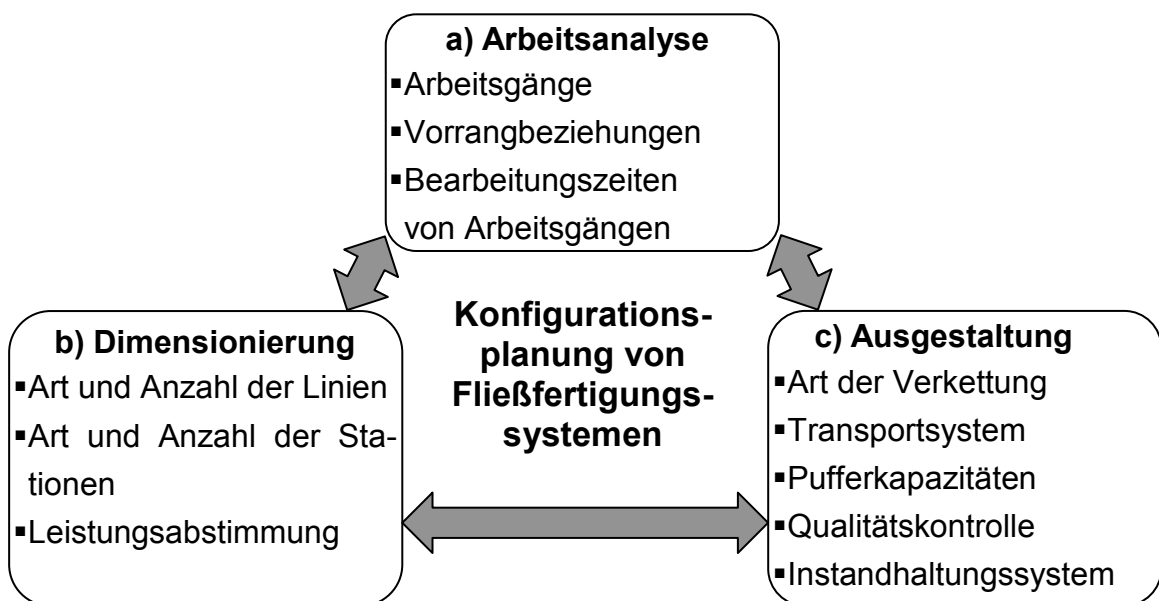 a) Arbeitsanalyse
▪Arbeitsgänge
▪Vorrangbeziehungen
▪Bearbeitungszeiten
von Arbeitsgängen
Konfigurations-
planung von
Fließfertigungs-
systemen
b) Dimensionierung
▪Art und Anzahl der Linien
▪Art und Anzahl der Sta-
tionen
▪Leistungsabstimmung
c) Ausgestaltung
▪Art der Verkettung
▪Transportsystem
▪Pufferkapazitäten
▪Qualitätskontrolle
▪Instandhaltungssystem